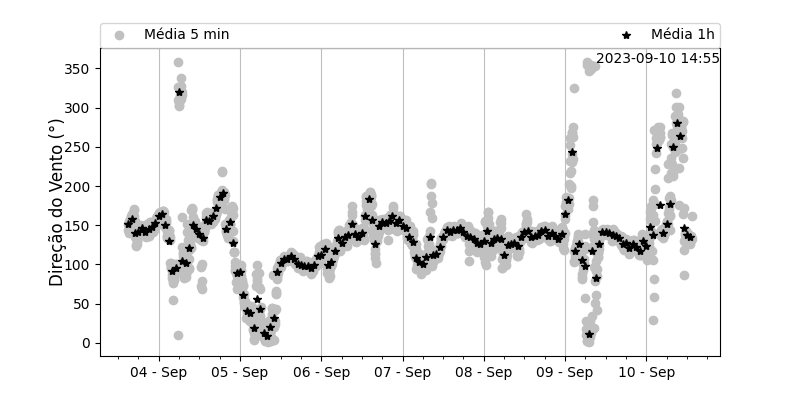 Média 5 min
Média 1h
2023-09-10 14:55
Direção do Vento (°)
350
300
250
200
150
100
50
0
04 - Sep
05 - Sep
06 - Sep
07 - Sep
08 - Sep
09 - Sep
10 - Sep